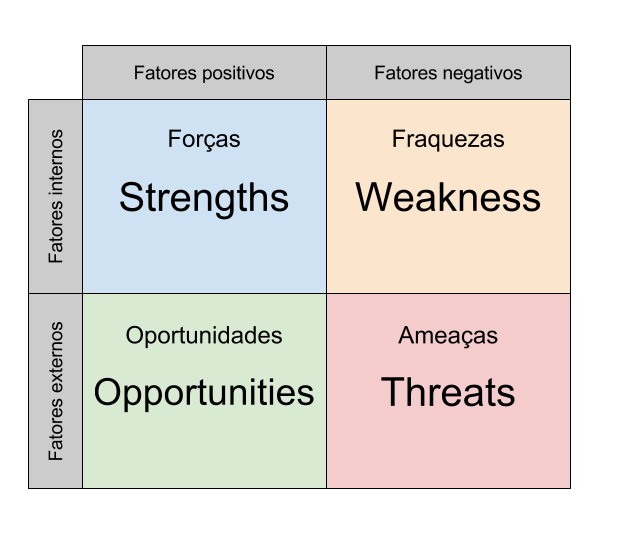 Fatores positivos
Fatores negativos
Fatores internos
Forças
Strengths
Fraquezas
Weakness
Fatores externos
Oportunidades
Opportunities
Ameaças
Threats